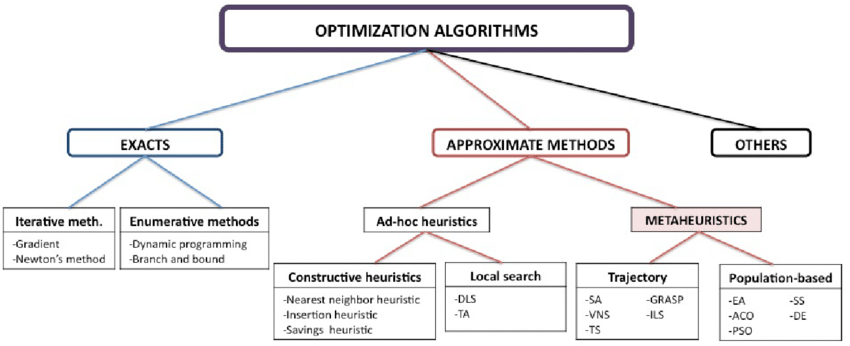 OPTIMIZATION ALGORITHMS
EXACTS
APPROXIMATE METHODS
OTHERS
Iterative meth.
-Gradient
-Newton's method
Enumerative methods
-Dynamic programming
-Branch and bound
Ad-hoc heuristics
METAHEURISTICS
Constructive heuristics
-Nearest neighbor heuristic
-Insertion heuristic
-Savings heuristic
Local search
-DLS
-TA
Trajectory
-SA -GRASP
-VNS -ILS
-TS
Population-based
-EA -SS
-ACO -DE
-PSO